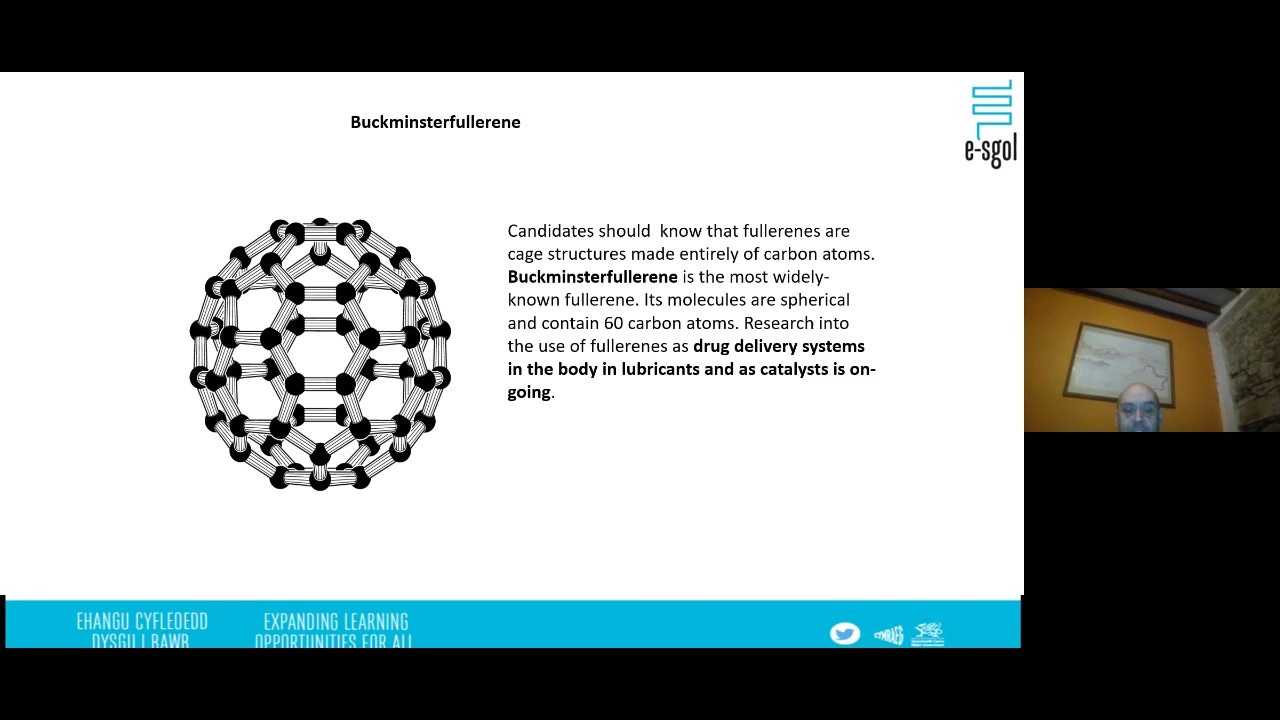 Buckminsterfullerene
e-sgol
Candidates should  know that fullerenes are
cage structures made entirely of carbon atoms.
Buckminsterfullerene is the most widely-
known fullerene. Its molecules are spherical
and contain 60 carbon atoms. Research into
the use of fullerenes as drug delivery systems
in the body in lubricants and as catalysts is on-
going.
EHANGU CYFLEOEDD
DYSGU I BAWB
EXPANDING LEARNING
OPPORTUNITIES FOR ALL
CYMRAEG